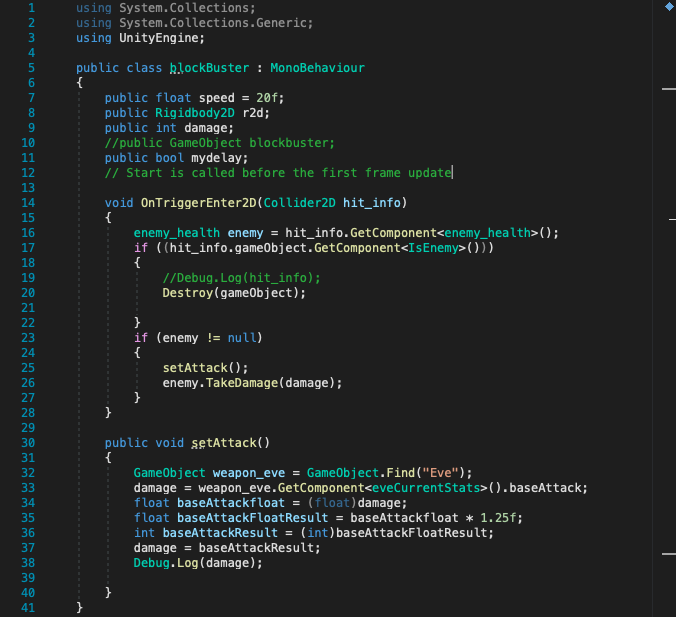 1 using System.Collections;
2 using System.Collections.Generic;
3 using UnityEngine;
4
5 public class blockBuster : MonoBehaviour
6 {
7 public float speed = 20f;
8 public Rigidbody2D r2d;
9 public int damage;
10 //public GameObject blockbuster;
11 public bool mydelay;
12 // Start is called before the first frame update
13
14 void OnTriggerEnter2D(Collider2D hit_info)
15 {
16 enemy_health enemy = hit_info.GetComponent<enemy_health>();
17 if ((hit_info.gameObject.GetComponent<IsEnemy>()))
18 {
19 //Debug.Log(hit_info);
20 Destroy(gameObject);
21
22 }
23 if (enemy != null)
24 {
25 setAttack();
26 enemy.TakeDamage(damage);
27 }
28 }
29
30 public void setAttack()
31 {
32 GameObject weapon_eve = GameObject.Find("Eve");
33 damage = weapon_eve.GetComponent<eveCurrentStats>().baseAttack;
34 float baseAttackfloat = (float)damage;
35 float baseAttackFloatResult = baseAttackfloat * 1.25f;
36 int baseAttackResult = (int)baseAttackFloatResult;
37 damage = baseAttackResult;
38 Debug.Log(damage);
39
40 }
41 }